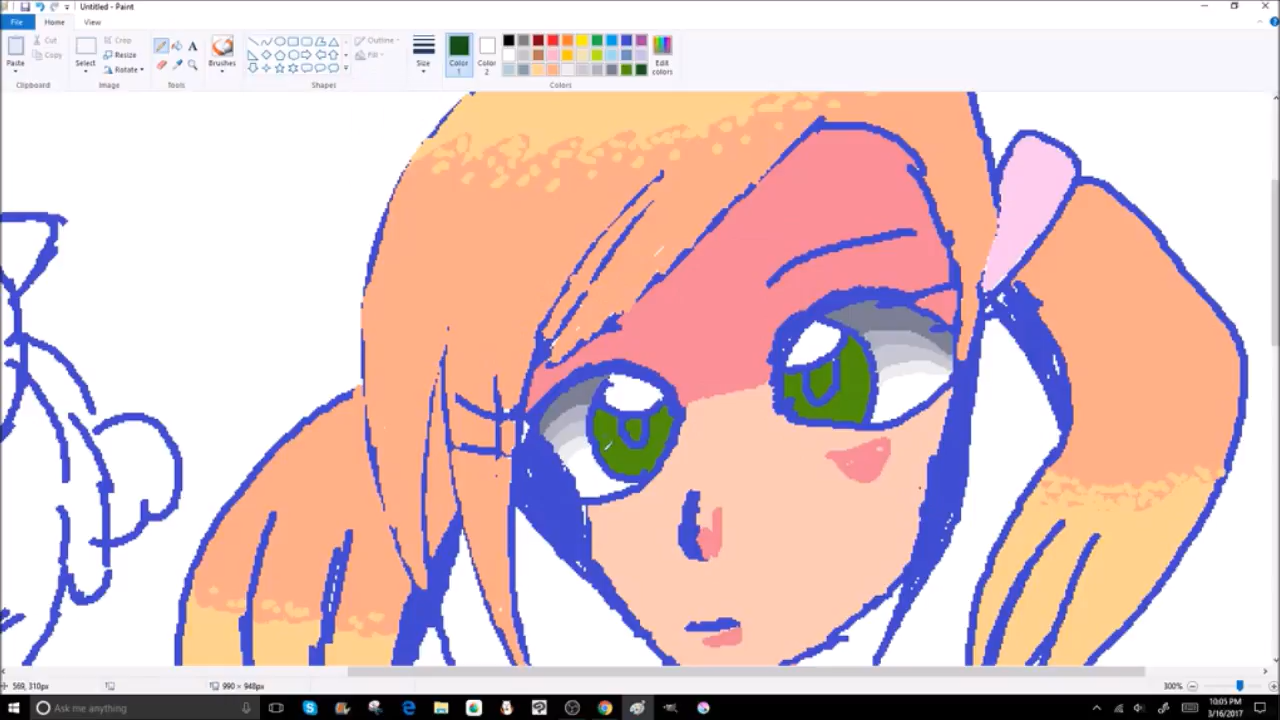 Untitled - Paint
File Home View
Paste
Cut
Copy
Clipboard
Select
Crop
Resize
Rotate
Image
A
Tools
Brushes
Outline
Fill
Shapes
Size
Color
1
Color
2
Edit
colors
Colors
569, 310px
990 × 948px
300%
Ask me anything
10:05 PM
3/16/2017